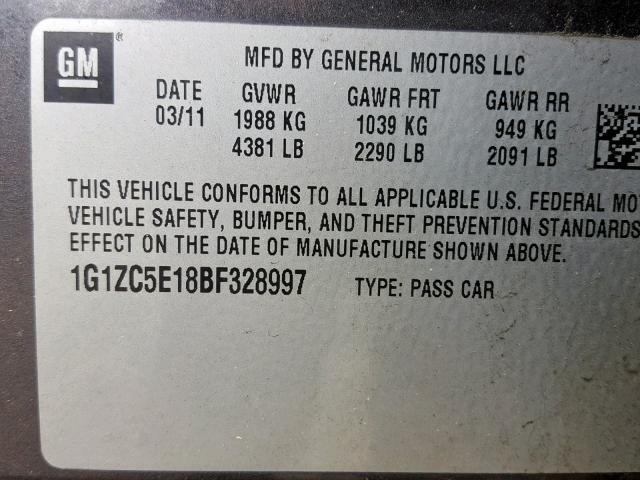 GM ®
MFD BY GENERAL MOTORS LLC
DATE GVWR GAWR FRT GAWR RR
03/11 1988 KG 1039 KG 949 KG
4381 LB 2290 LB 2091 LB
THIS VEHICLE CONFORMS TO ALL APPLICABLE U.S. FEDERAL MO
VEHICLE SAFETY, BUMPER, AND THEFT PREVENTION STANDARDS
EFFECT ON THE DATE OF MANUFACTURE SHOWN ABOVE.
1G1ZC5E18BF328997 TYPE: PASS CAR